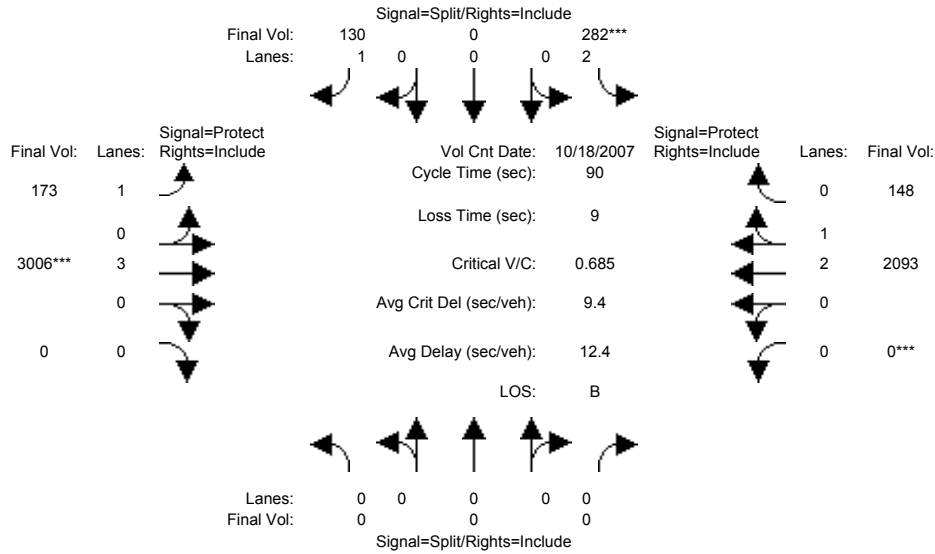 Signal=Split/Rights=Include
Final Vol: 130 0 282***
Lanes: 1 0 0 0 2
Signal=Protect Signal=Protect
Final Vol: Lanes: Rights=Include Vol Cnt Date: 10/18/2007 Rights=Include Lanes: Final Vol:
Cycle Time (sec): 90
173 1 0 148
Loss Time (sec): 9
0 1
3006*** 3 Critical V/C: 0.685 2 2093
0 Avg Crit Del (sec/veh): 9.4 0
0 0 Avg Delay (sec/veh): 12.4 0 0***
LOS: B
Lanes: 0 0 0 0 0
Final Vol: 0 0 0
Signal=Split/Rights=Include